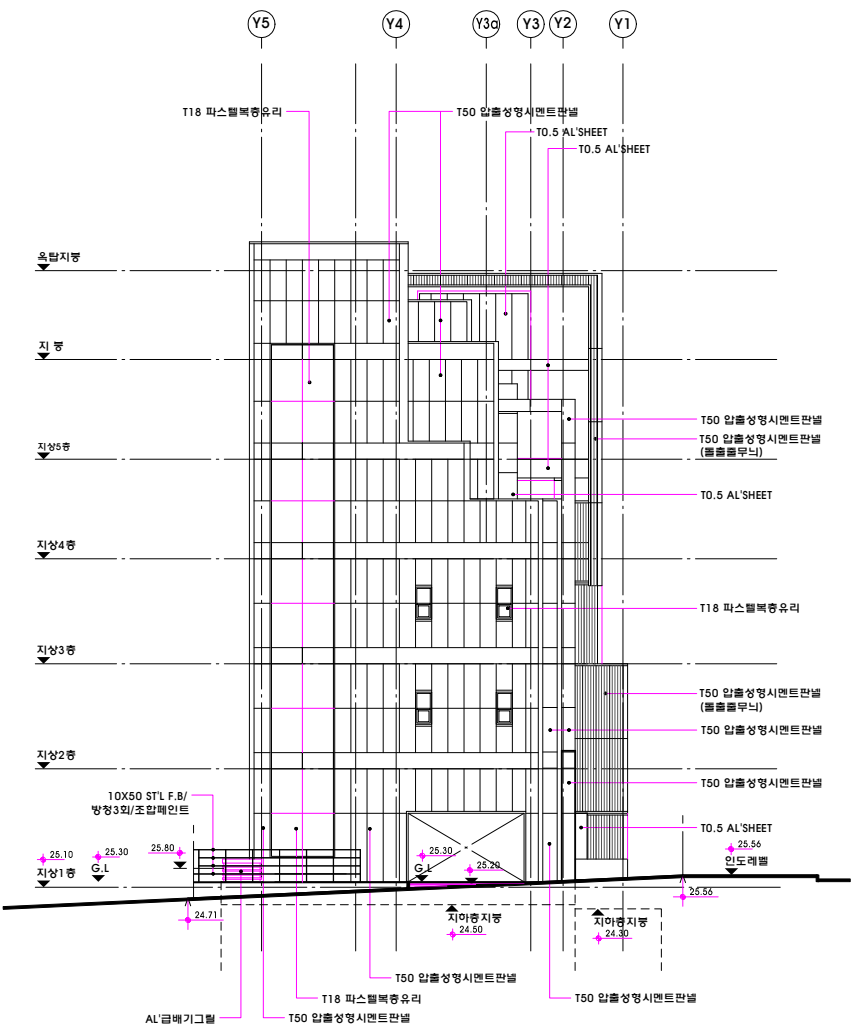 Y5
Y4
Y3a
Y3
Y2
Y1
T18 파스텔복층유리
T50 압출성형시멘트판넬
T0.5 AL'SHEET
T0.5 AL'SHEET
옥탑지붕
지 붕
T50 압출성형시멘트판넬
T50 압출성형시멘트판넬
(돌출줄무늬)
지상5층
T0.5 AL'SHEET
지상4층
T18 파스텔복층유리
지상3층
T50 압출성형시멘트판넬
(돌출줄무늬)
T50 압출성형시멘트판넬
지상2층
T50 압출성형시멘트판넬
10X50 ST'L F.B/
방청3회/조합페인트
T0.5 AL'SHEET
25.10
25.30
25.80
25.30
25.20
25.56
지상1층
G.L
G.L
인도레벨
25.56
24.71
지하층지붕
24.50
지하층지붕
24.30
T50 압출성형시멘트판넬
T18 파스텔복층유리
T50 압출성형시멘트판넬
AL'급배기그릴
T50 압출성형시멘트판넬